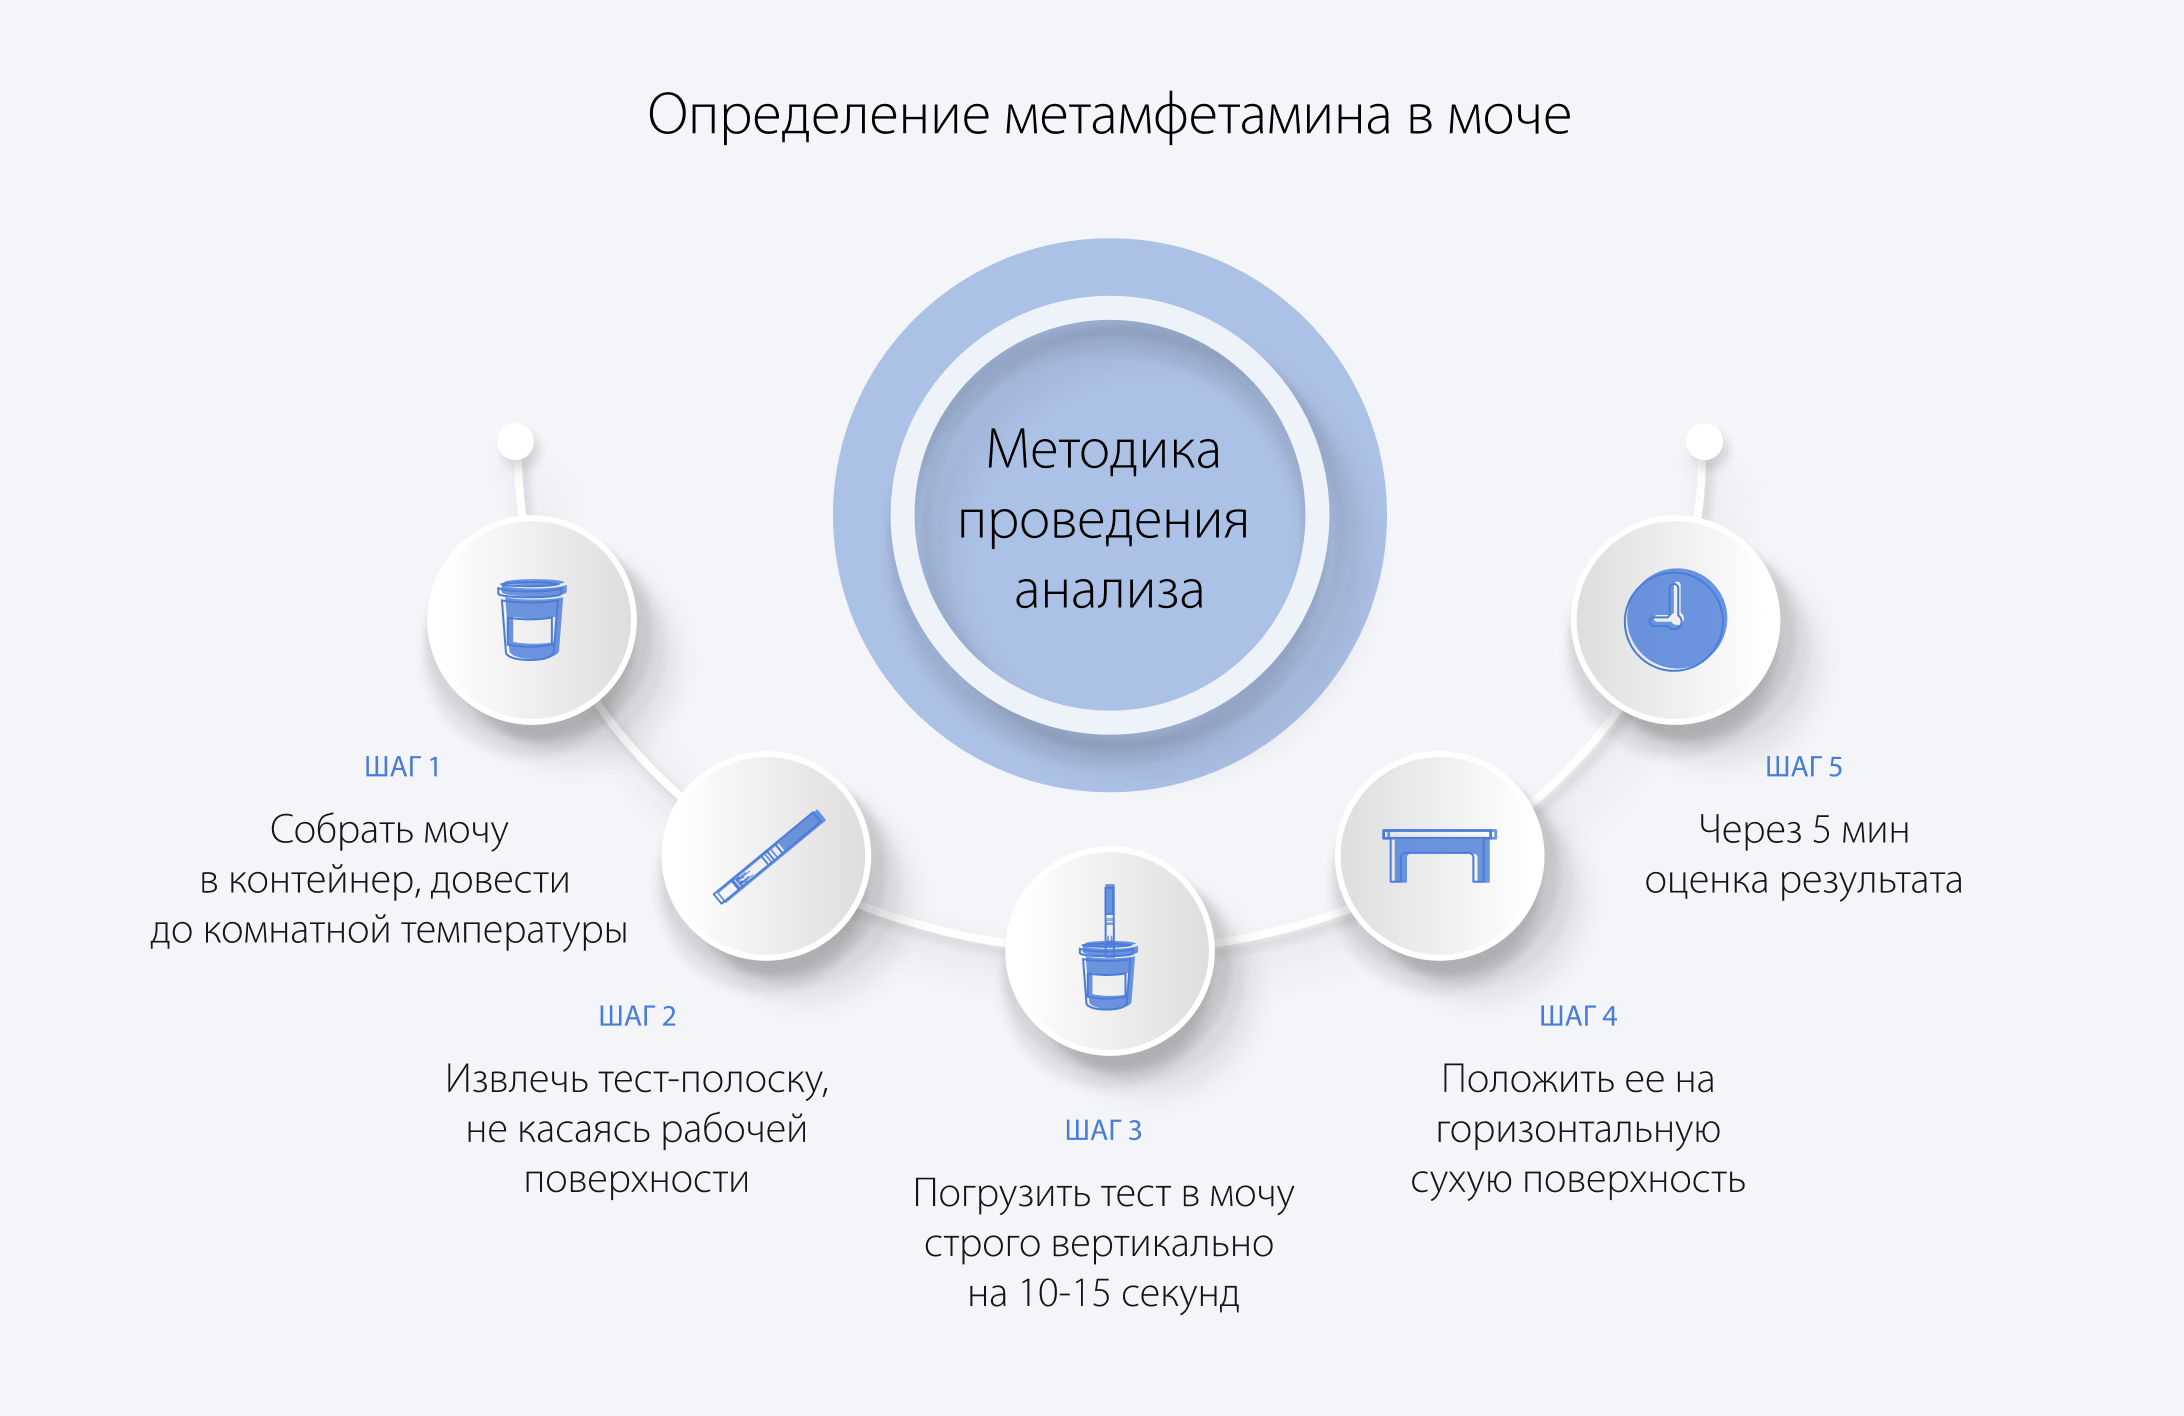 Определение метамфетамина в моче
Методика
проведения
анализа
ШАГ 1
Собрать мочу
в контейнер, довести
до комнатной температуры
ШАГ 2
Извлечь тест-полоску,
не касаясь рабочей
поверхности
ШАГ 3
Погрузить тест в мочу
строго вертикально
на 10-15 секунд
ШАГ 4
Положить ее на
горизонтальную
сухую поверхность
ШАГ 5
Через 5 мин
оценка результата